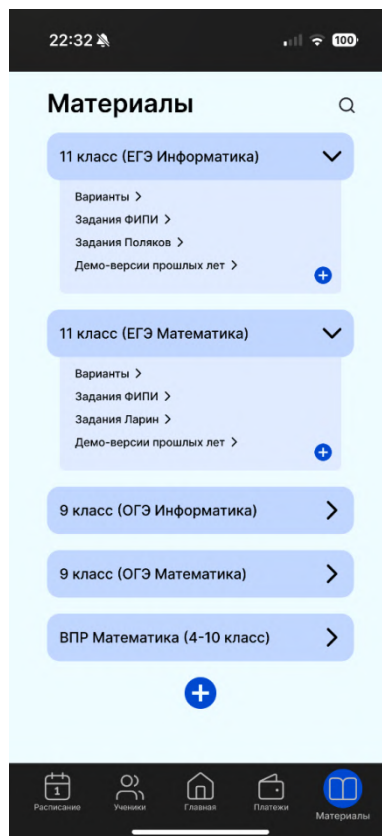 22:32
100
Материалы
11 класс (ЕГЭ Информатика)
Варианты >
Задания ФИПИ >
Задания Поляков >
Демо-версии прошлых лет >
11 класс (ЕГЭ Математика)
Варианты >
Задания ФИПИ >
Задания Ларин >
Демо-версии прошлых лет >
9 класс (ОГЭ Информатика)
9 класс (ОГЭ Математика)
ВПР Математика (4-10 класс)
1
Расписание Ученики Главная Платежи Материалы